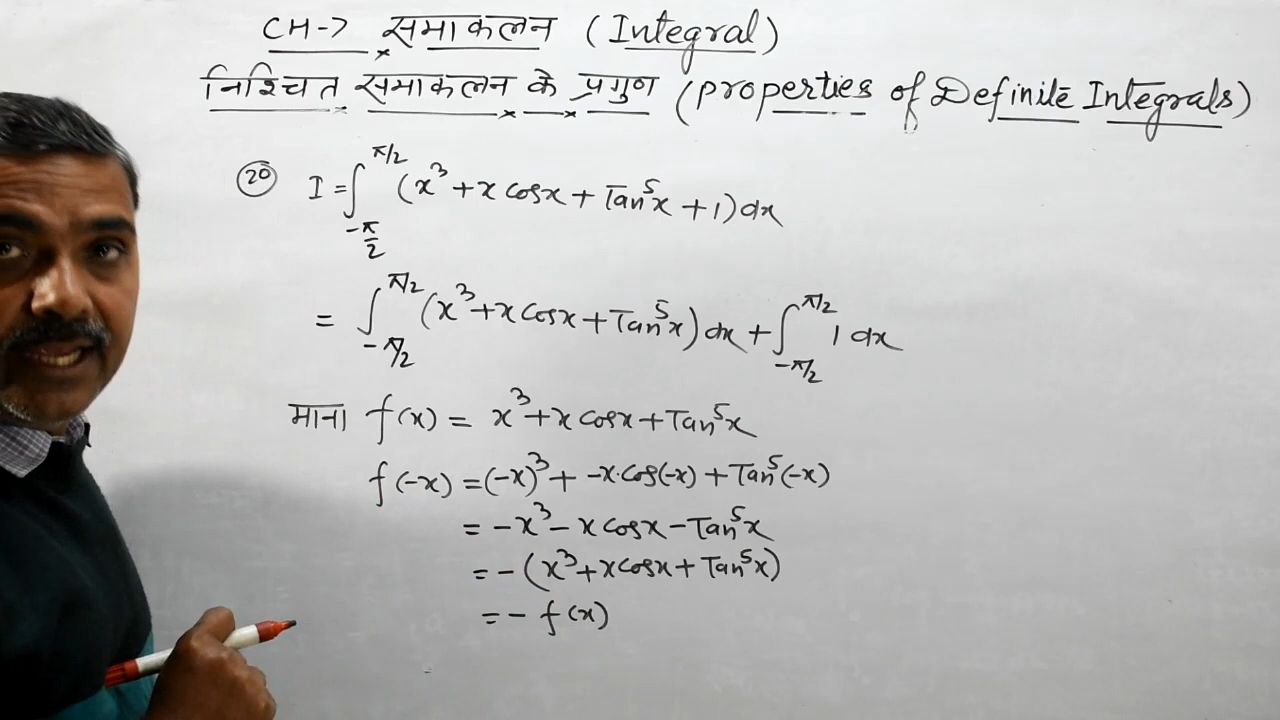 CH-> समाकलन (Integral)
निश्चित समाकलन के प्रगुण (Properties of Definite Integrals)
(20) I = ∫_{-π/2}^{π/2} (x³ + x cosx + Tan⁵x + 1) dx
= ∫_{-π/2}^{π/2} (x³ + x cosx + Tan⁵x) dx + ∫_{-π/2}^{π/2} 1 dx
माना f(x) = x³ + x cosx + Tan⁵x
f(-x) = (-x)³ + -x·cos(-x) + Tan⁵(-x)
= -x³ - x cosx - Tan⁵x
= -(x³ + x cosx + Tan⁵x)
= - f(x)